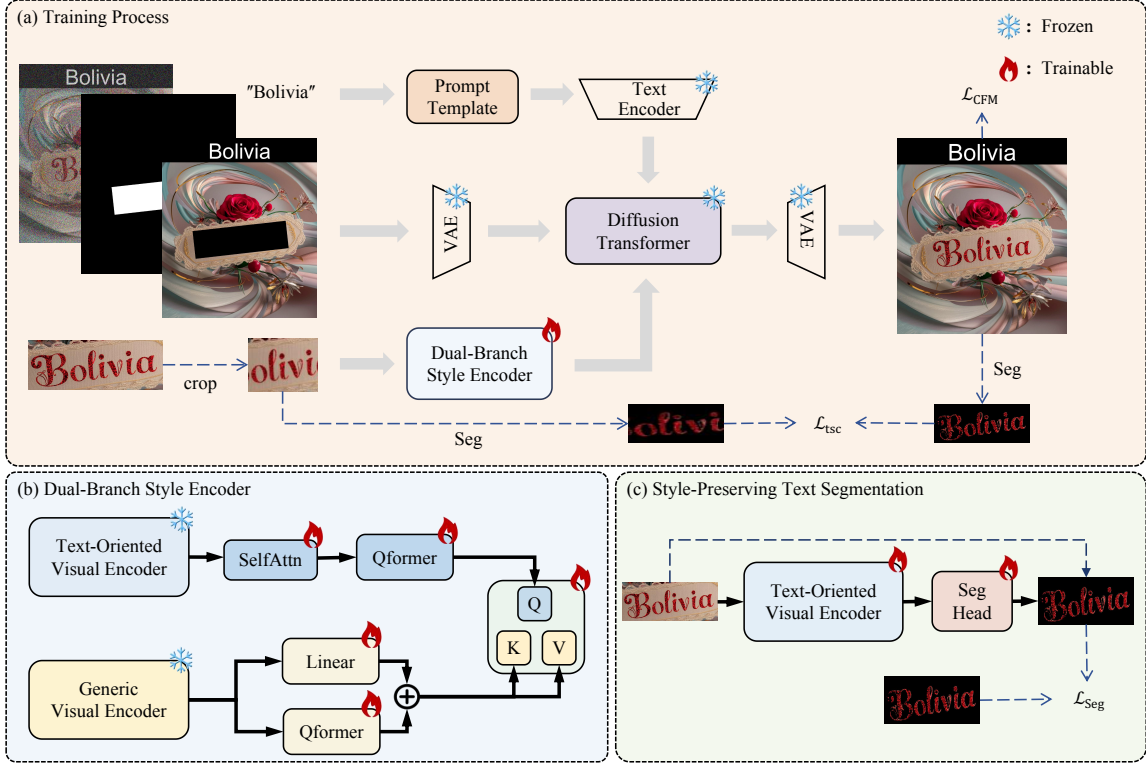 (a) Training Process
: Frozen
: Trainable
Bolivia
Bolivia
Bolivia
"Bolivia"
Prompt
Template
Text
Encoder
ℒCFM
Bolivia
VAE
Diffusion
Transformer
VAE
Bolivia
Bolivia
crop
olivia
Dual-Branch
Style Encoder
Seg
Seg
olivi
ℒtsc
Bolivia
(b) Dual-Branch Style Encoder
Text-Oriented
Visual Encoder
SelfAttn
Qformer
Q
K
V
Generic
Visual Encoder
Linear
Qformer
(c) Style-Preserving Text Segmentation
Bolivia
Text-Oriented
Visual Encoder
Seg
Head
Bolivia
Bolivia
ℒSeg